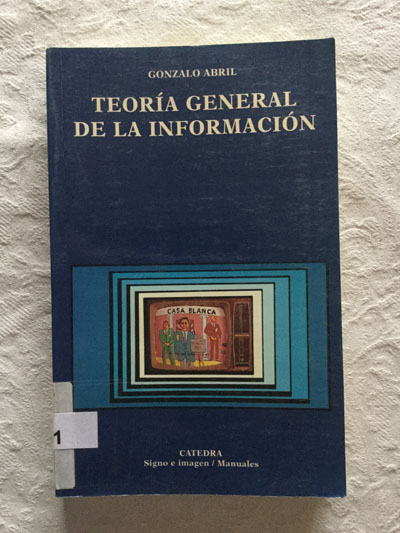 GONZALO ABRIL
TEORÍA GENERAL
DE LA INFORMACIÓN
CASA BLANCA
1
CATEDRA
Signo e imagen / Manuales